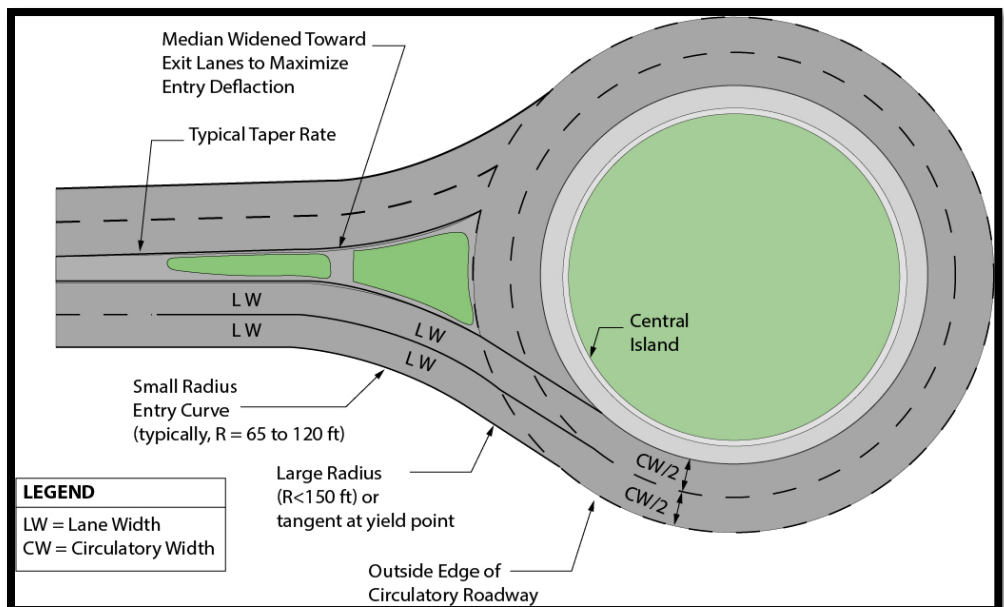 Median Widened Toward
Exit Lanes to Maximize
Entry Deflaction
Typical Taper Rate
LW
LW
LW
LW
Central
Island
Small Radius
Entry Curve
(typically, R = 65 to 120 ft)
CW/2
CW/2
Large Radius
(R<150 ft) or
tangent at yield point
LEGEND
LW = Lane Width
CW = Circulatory Width
Outside Edge of
Circulatory Roadway